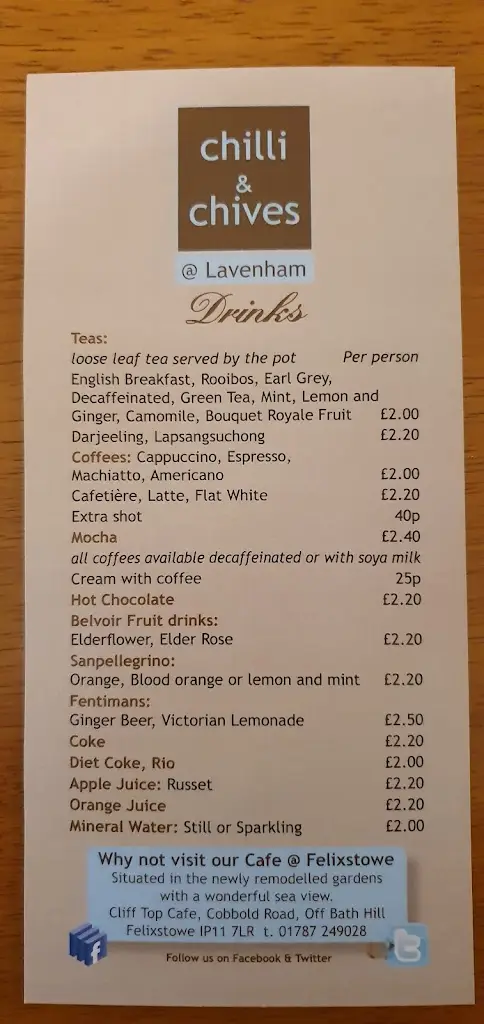 chilli
&
chives
@ Lavenham
Drinks
Teas:
loose leaf tea served by the pot Per person
English Breakfast, Rooibos, Earl Grey,
Decaffeinated, Green Tea, Mint, Lemon and
Ginger, Camomile, Bouquet Royale Fruit £2.00
Darjeeling, Lapsangsuchong £2.20
Coffees: Cappuccino, Espresso,
Machiatto, Americano £2.00
Cafetière, Latte, Flat White £2.20
Extra shot 40p
Mocha £2.40
all coffees available decaffeinated or with soya milk
Cream with coffee 25p
Hot Chocolate £2.20
Belvoir Fruit drinks:
Elderflower, Elder Rose £2.20
Sanpellegrino:
Orange, Blood orange or lemon and mint £2.20
Fentimans:
Ginger Beer, Victorian Lemonade £2.50
Coke £2.20
Diet Coke, Rio £2.00
Apple Juice: Russet £2.20
Orange Juice £2.20
Mineral Water: Still or Sparkling £2.00
Why not visit our Cafe @ Felixstowe
Situated in the newly remodelled gardens
with a wonderful sea view.
Cliff Top Cafe, Cobbold Road, Off Bath Hill
Felixstowe IP11 7LR t. 01787 249028
f
t
Follow us on Facebook & Twitter